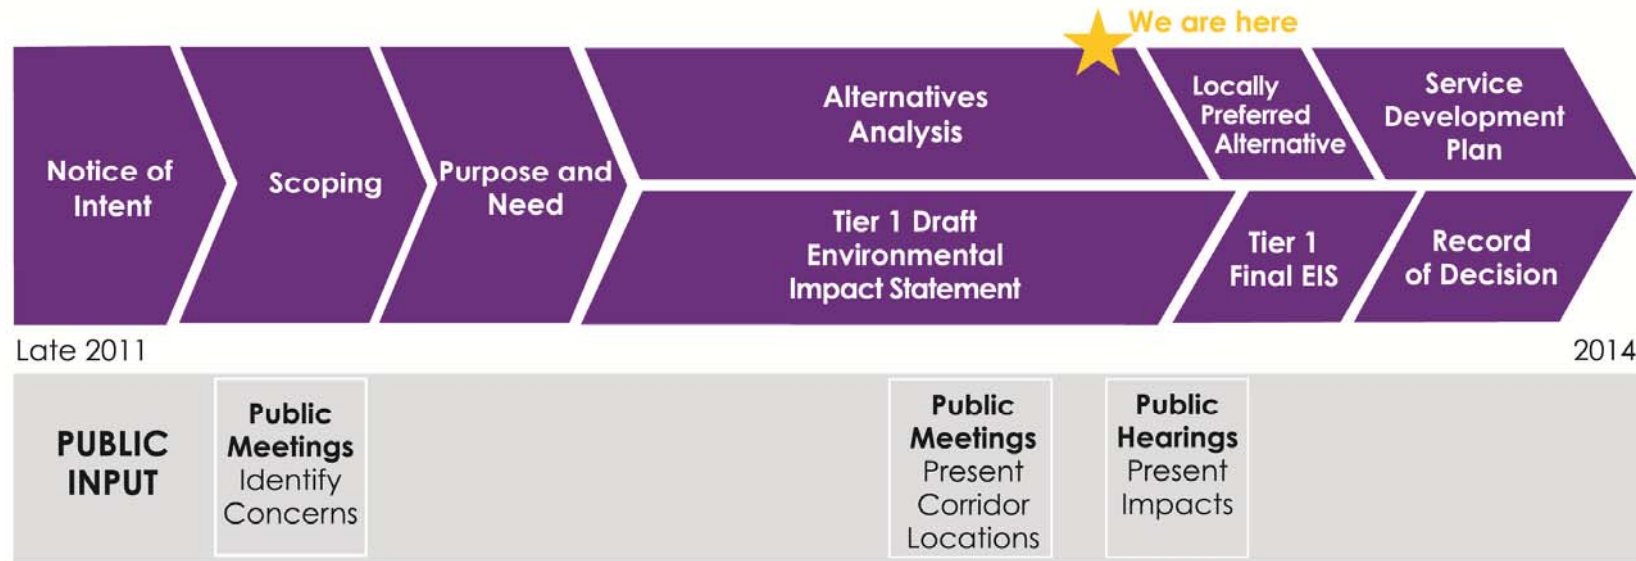 We are here
Notice of
Intent
Scoping
Purpose and
Need
Alternatives
Analysis
Locally
Preferred
Alternative
Service
Development
Plan
Tier 1 Draft
Environmental
Impact Statement
Tier 1
Final EIS
Record
of Decision
Late 2011
2014
PUBLIC
INPUT
Public
Meetings
Identify
Concerns
Public
Meetings
Present
Corridor
Locations
Public
Hearings
Present
Impacts